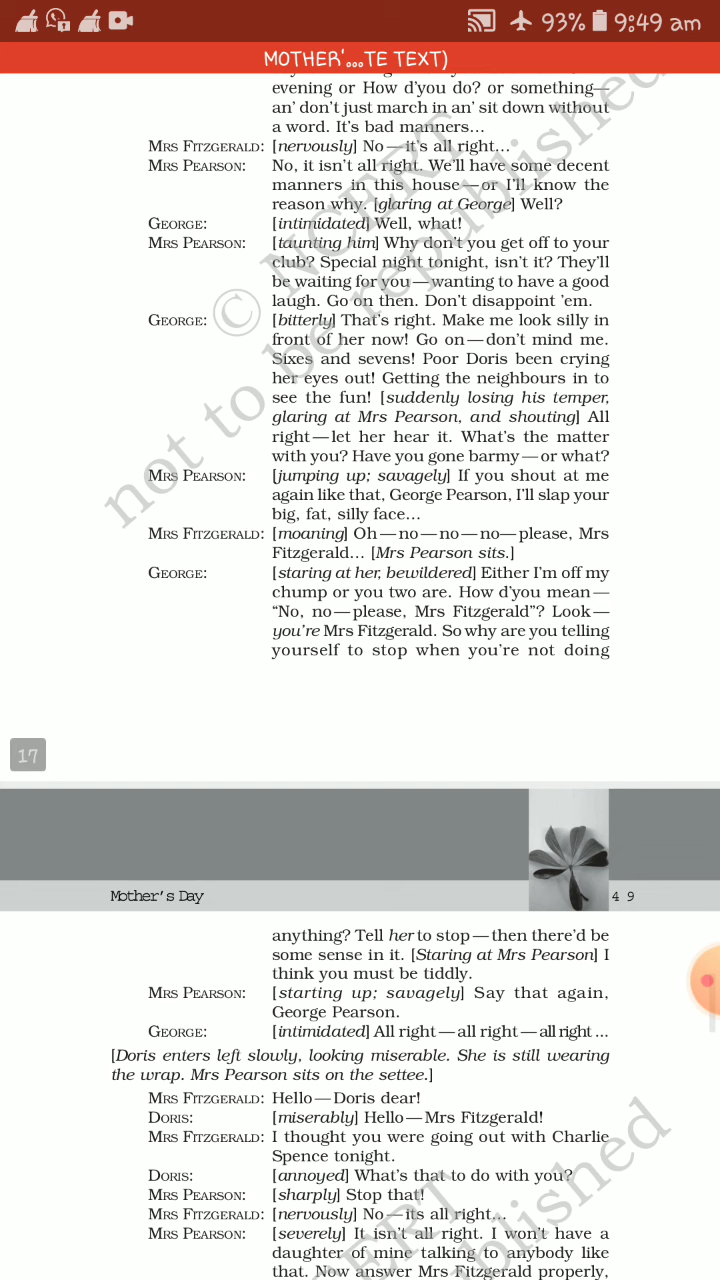 93% 9:49 am
MOTHER'...TE TEXT)
evening or How d'you do? or something—
an' don't just march in an' sit down without
a word. It's bad manners...
MRS FITZGERALD: [nervously] No—it's all right...
MRS PEARSON: No, it isn't all right. We'll have some decent
manners in this house—or I'll know the
reason why. [glaring at George] Well?
GEORGE: [intimidated] Well, what!
MRS PEARSON: [taunting him] Why don't you get off to your
club? Special night tonight, isn't it? They'll
be waiting for you—wanting to have a good
laugh. Go on then. Don't disappoint 'em.
GEORGE: [bitterly] That's right. Make me look silly in
front of her now! Go on—don't mind me.
Sixes and sevens! Poor Doris been crying
her eyes out! Getting the neighbours in to
see the fun! [suddenly losing his temper,
glaring at Mrs Pearson, and shouting] All
right—let her hear it. What's the matter
with you? Have you gone barmy—or what?
MRS PEARSON: [jumping up; savagely] If you shout at me
again like that, George Pearson, I'll slap your
big, fat, silly face...
MRS FITZGERALD: [moaning] Oh—no—no—no—please, Mrs
Fitzgerald... [Mrs Pearson sits.]
GEORGE: [staring at her, bewildered] Either I'm off my
chump or you two are. How d'you mean—
"No, no—please, Mrs Fitzgerald"? Look—
you're Mrs Fitzgerald. So why are you telling
yourself to stop when you're not doing
17
Mother's Day 49
anything? Tell her to stop—then there'd be
some sense in it. [Staring at Mrs Pearson] I
think you must be tiddly.
MRS PEARSON: [starting up; savagely] Say that again,
George Pearson.
GEORGE: [intimidated] All right—all right—all right ...
[Doris enters left slowly, looking miserable. She is still wearing
the wrap. Mrs Pearson sits on the settee.]
MRS FITZGERALD: Hello—Doris dear!
DORIS: [miserably] Hello—Mrs Fitzgerald!
MRS FITZGERALD: I thought you were going out with Charlie
Spence tonight.
DORIS: [annoyed] What's that to do with you?
MRS PEARSON: [sharply] Stop that!
MRS FITZGERALD: [nervously] No—its all right...
MRS PEARSON: [severely] It isn't all right. I won't have a
daughter of mine talking to anybody like
that. Now answer Mrs Fitzgerald properly,
© NCERT
not to be republished